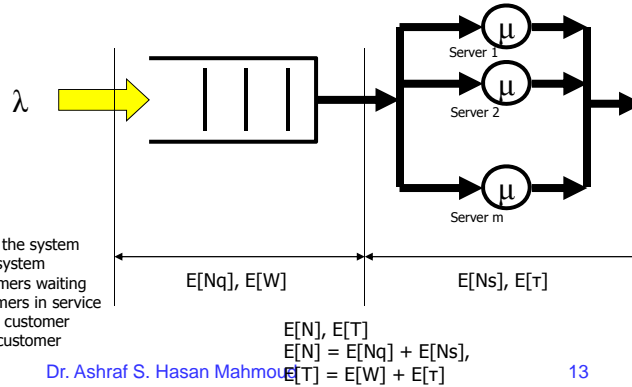 μ
Server 1
λ
μ
Server 2
μ
Server m
the system
system
mers waiting
mers in service
customer
customer
E[Nq], E[W]
E[Ns], E[τ]
E[N], E[T]
E[N] = E[Nq] + E[Ns],
E[T] = E[W] + E[τ]
Dr. Ashraf S. Hasan Mahmoud
13